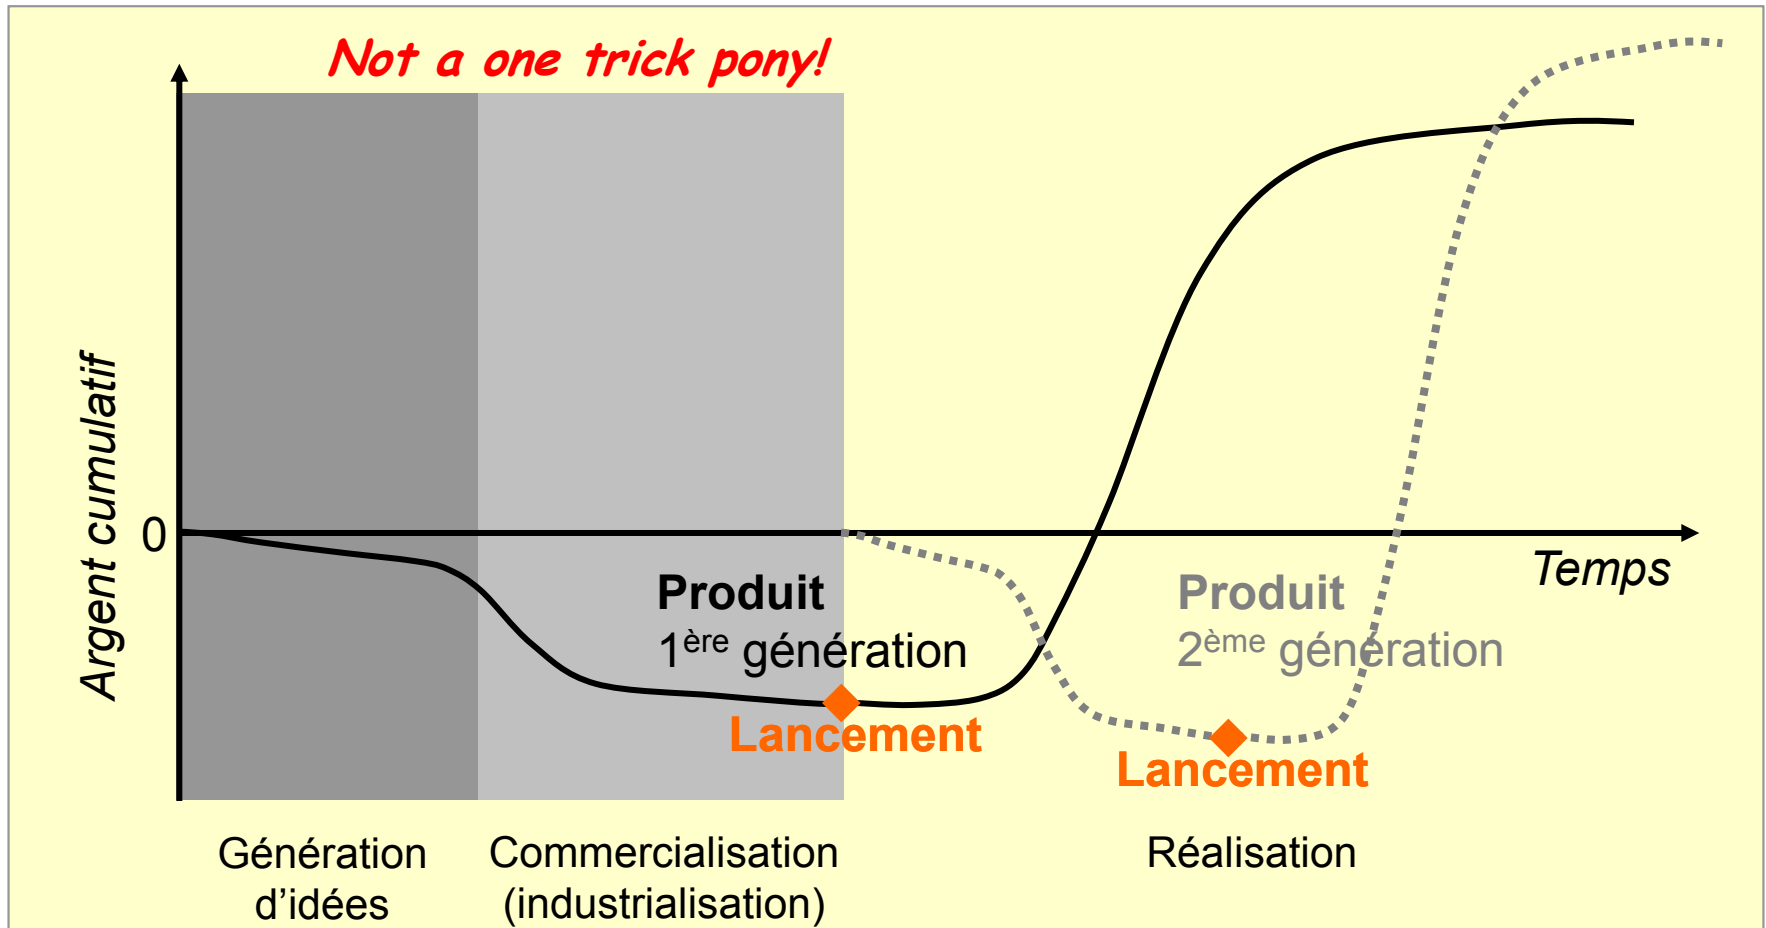 Not a one trick pony!
Argent cumulatif
0
Temps
Produit
1ère génération
Produit
2ème génération
Lancement
Lancement
Génération
d’idées
Commercialisation
(industrialisation)
Réalisation